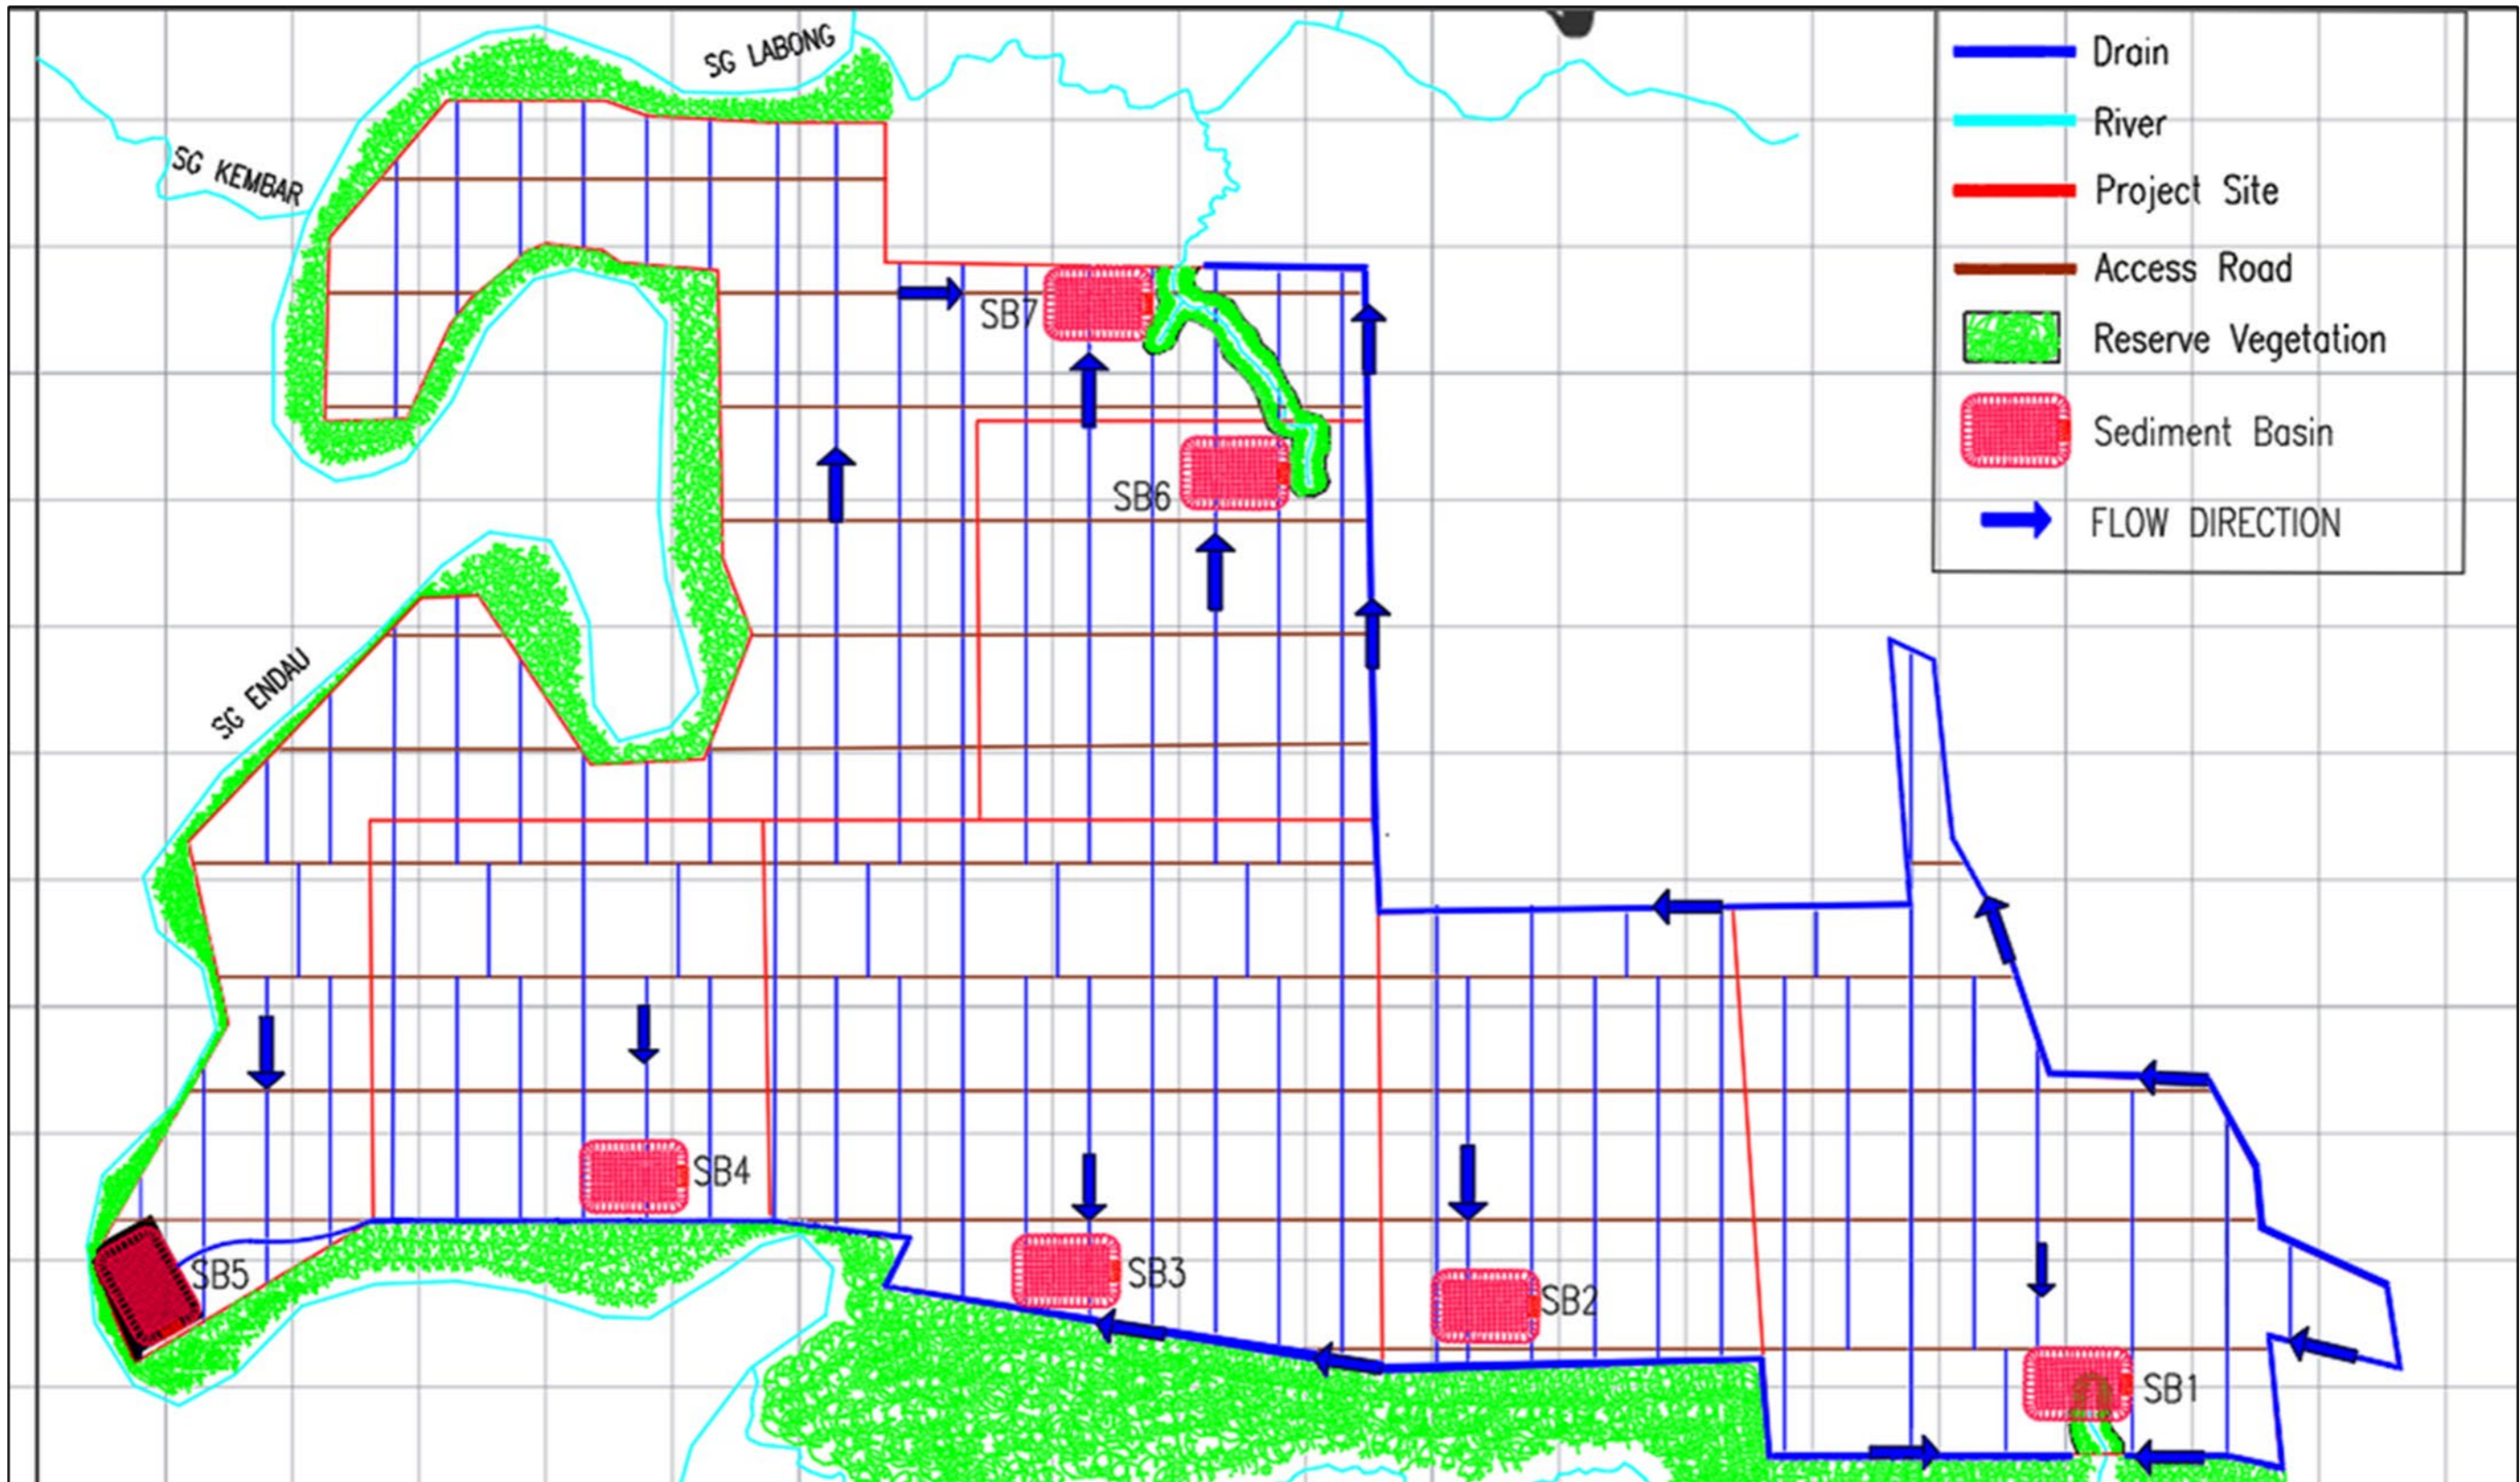 SG LABONG
SG KEMBAR
SG ENDAU
Drain
River
Project Site
Access Road
Reserve Vegetation
Sediment Basin
FLOW DIRECTION
SB7
SB6
SB4
SB5
SB3
SB2
SB1